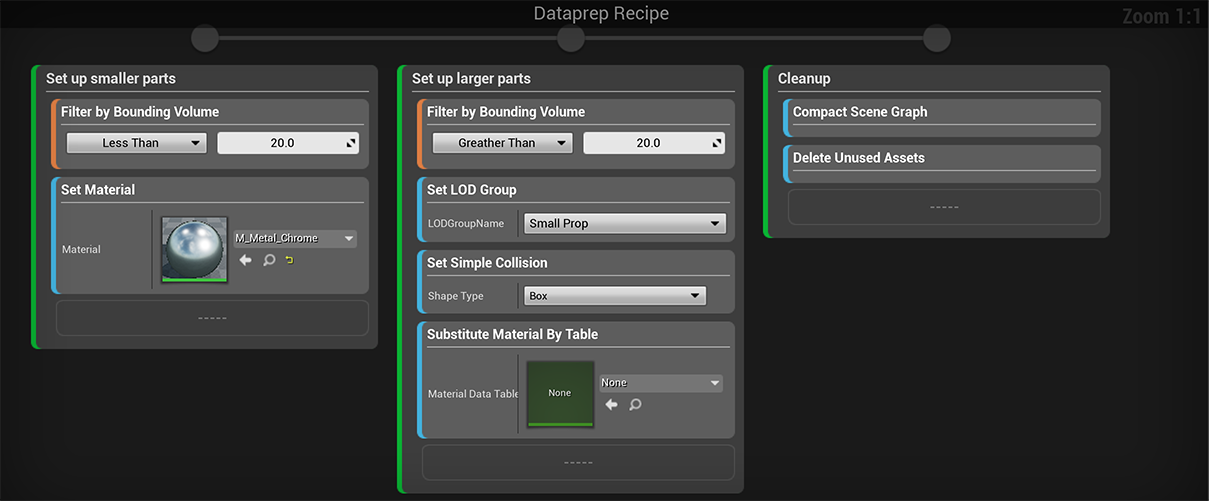 Dataprep Recipe
Zoom 1:1
Set up smaller parts
Filter by Bounding Volume
Less Than
20.0
Set Material
Material
M_Metal_Chrome
-----
Set up larger parts
Filter by Bounding Volume
Greather Than
20.0
Set LOD Group
LODGroupName
Small Prop
Set Simple Collision
Shape Type
Box
Substitute Material By Table
Material Data Table
None
None
-----
Cleanup
Compact Scene Graph
Delete Unused Assets
-----